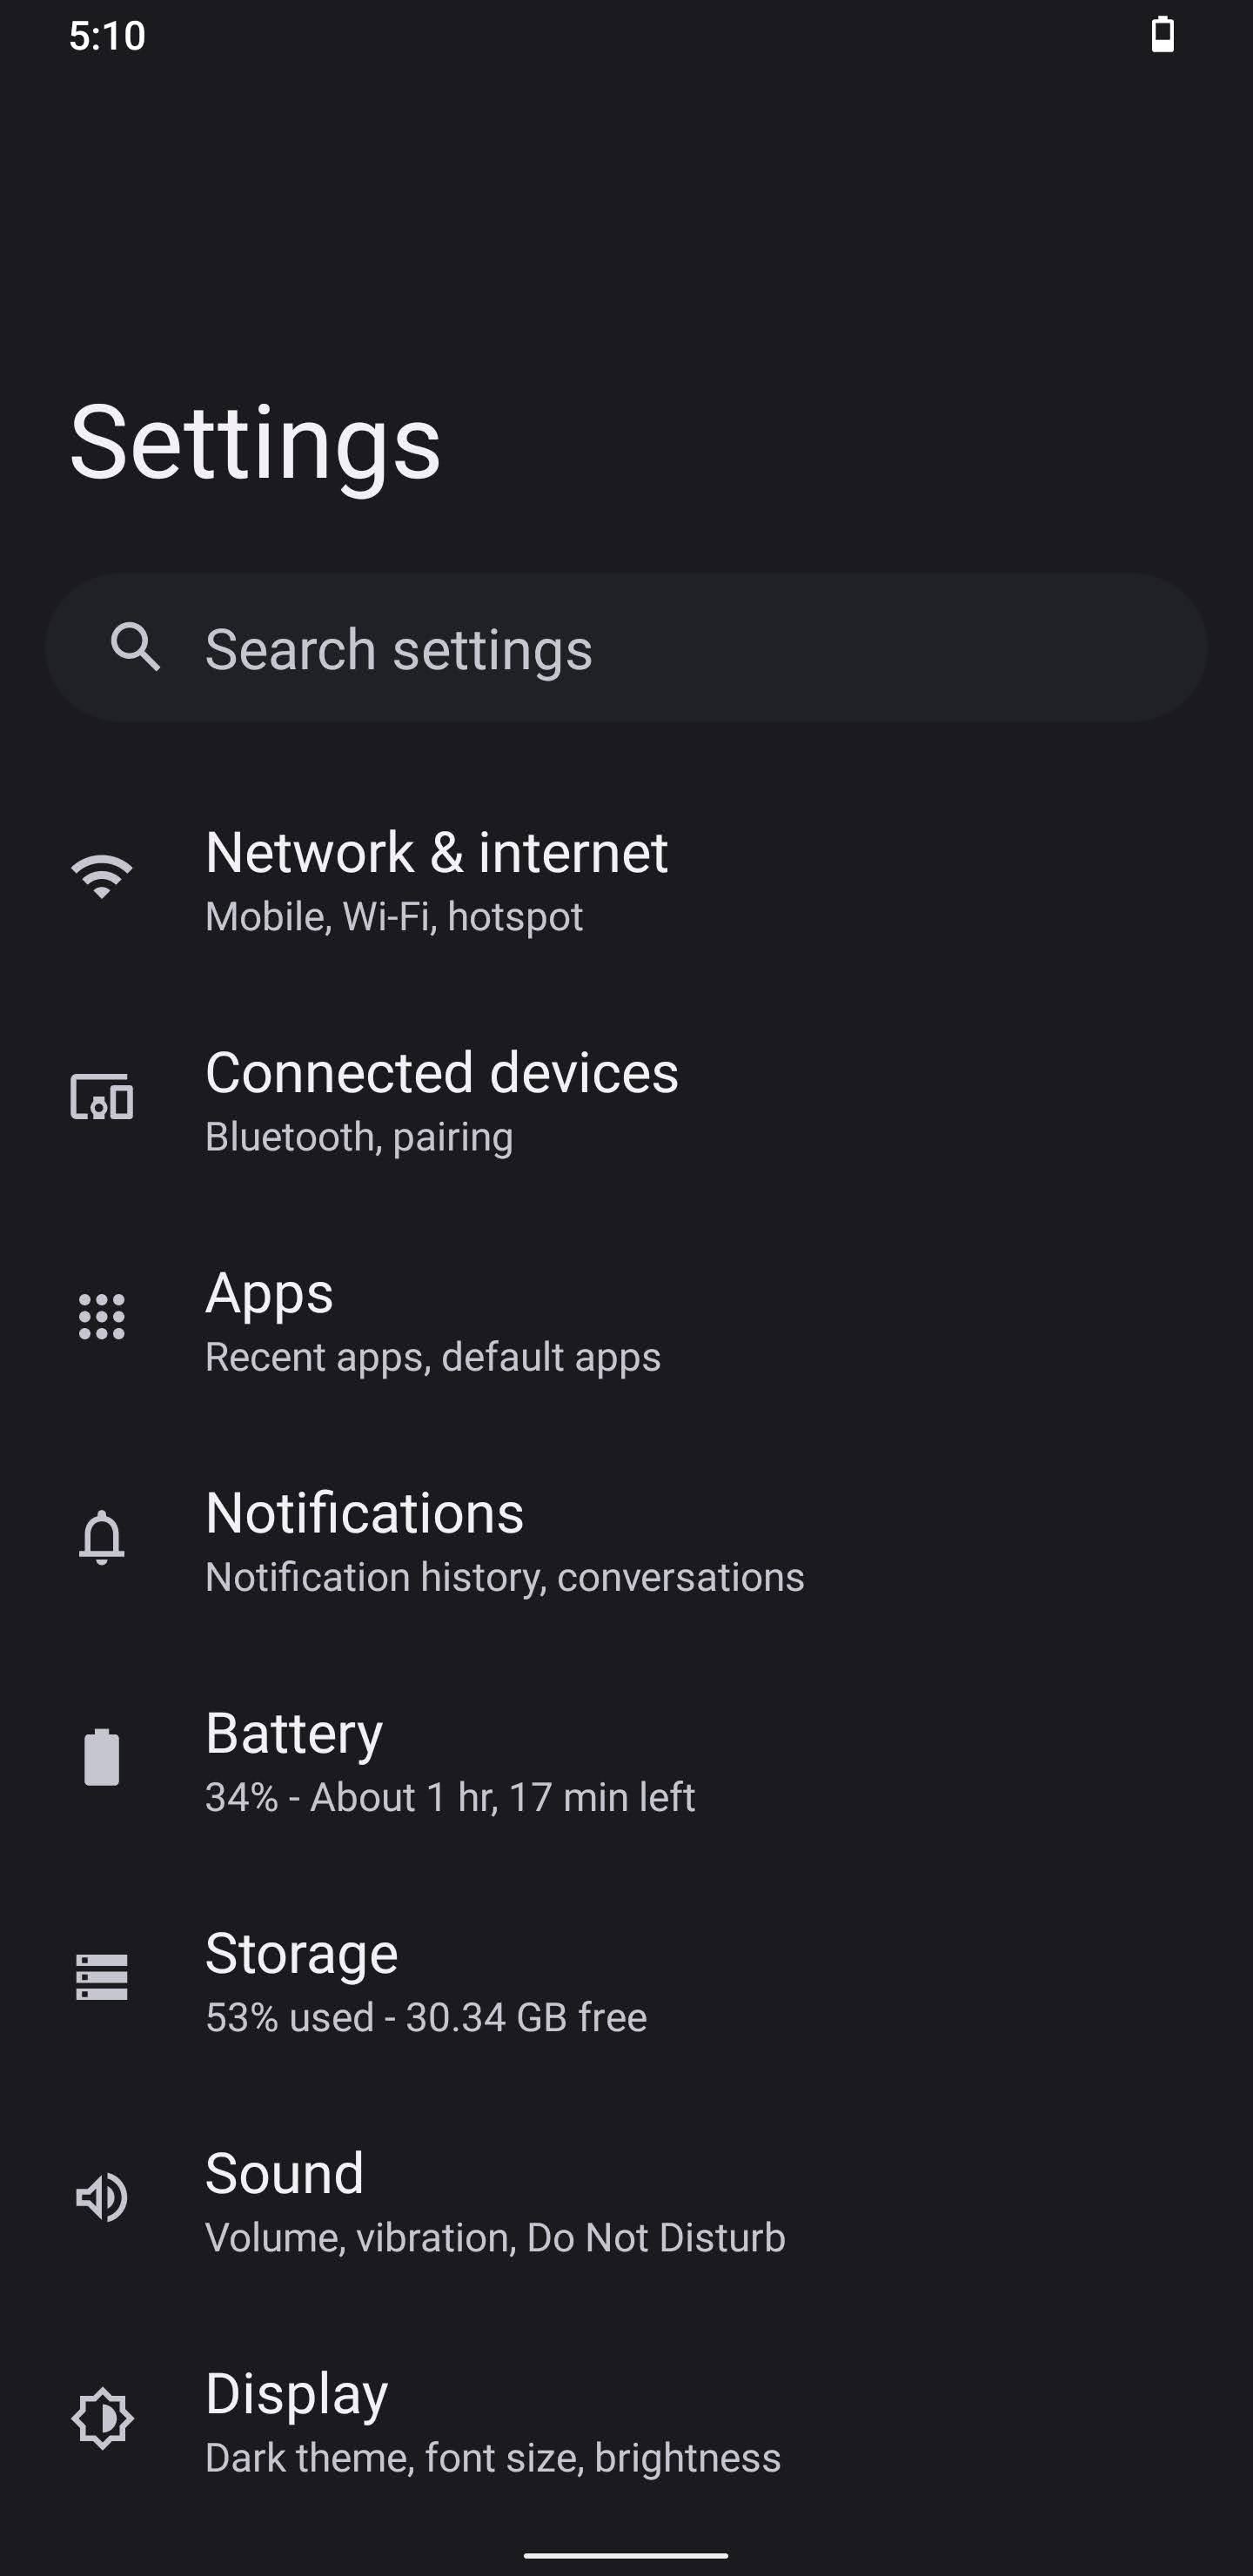 5:10
Settings
Search settings
Network & internet
Mobile, Wi-Fi, hotspot
Connected devices
Bluetooth, pairing
Apps
Recent apps, default apps
Notifications
Notification history, conversations
Battery
34% - About 1 hr, 17 min left
Storage
53% used - 30.34 GB free
Sound
Volume, vibration, Do Not Disturb
Display
Dark theme, font size, brightness